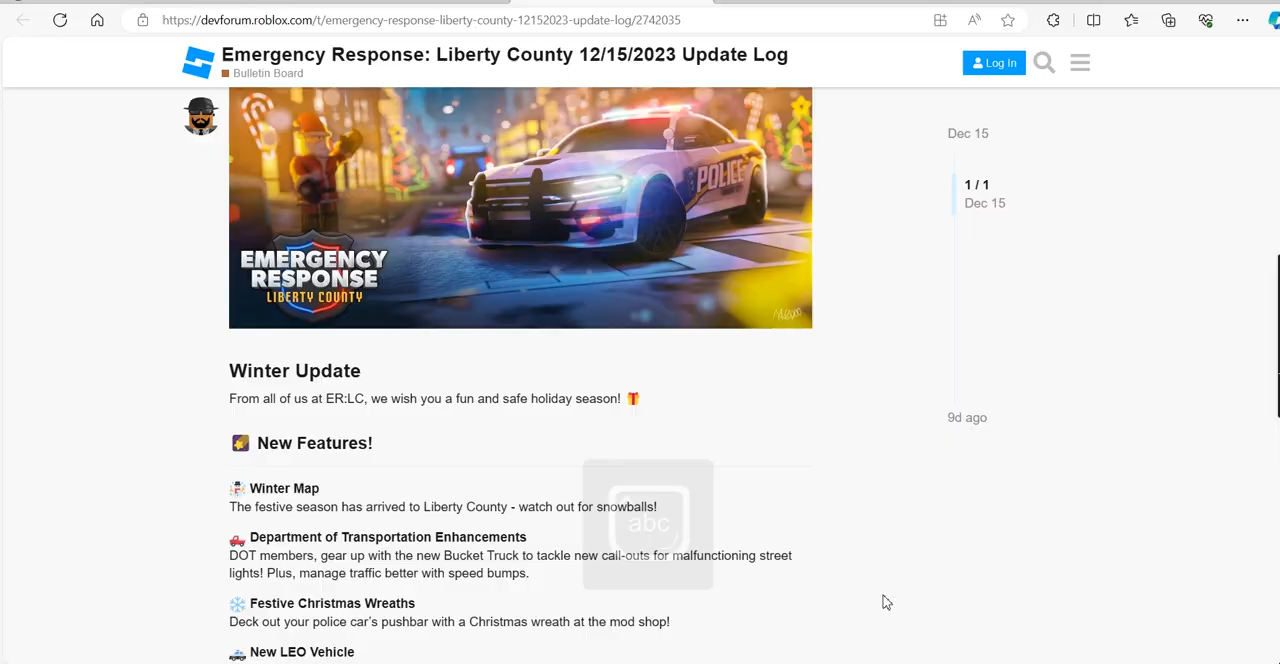 https://devforum.roblox.com/t/emergency-response-liberty-county-12152023-update-log/2742035
Emergency Response: Liberty County 12/15/2023 Update Log
Bulletin Board
Log In
POLICE
EMERGENCY
RESPONSE
LIBERTY COUNTY
Dec 15
1 / 1
Dec 15
9d ago
Winter Update
From all of us at ER:LC, we wish you a fun and safe holiday season!
New Features!
Winter Map
The festive season has arrived to Liberty County - watch out for snowballs!
abc
Department of Transportation Enhancements
DOT members, gear up with the new Bucket Truck to tackle new call-outs for malfunctioning street
lights! Plus, manage traffic better with speed bumps.
Festive Christmas Wreaths
Deck out your police car's pushbar with a Christmas wreath at the mod shop!
New LEO Vehicle